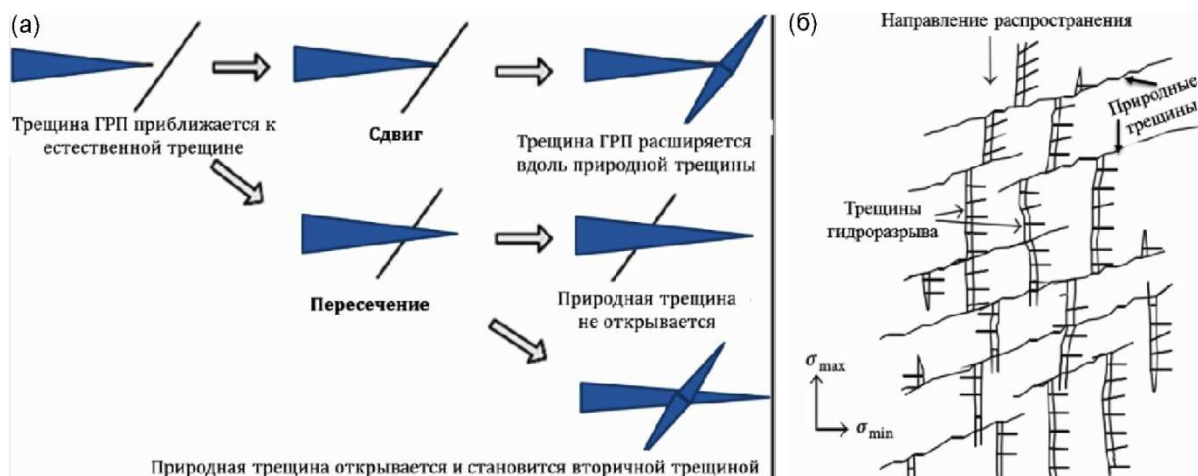 (а)
Трещина ГРП приближается к
естественной трещине
Сдвиг
Трещина ГРП расширяется
вдоль природной трещины
Пересечение
Природная трещина
не открывается
Природная трещина открывается и становится вторичной трещиной
(б)
Направление распространения
Природные
трещины
Трещины
гидроразрыва
σmax
σmin